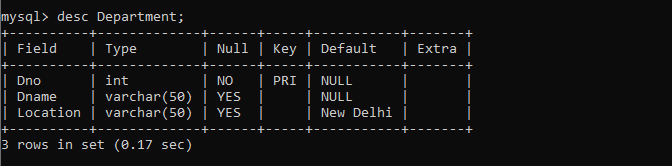 mysql> desc Department;
+----------+-------------+------+-----+-----------+-------+
| Field    | Type        | Null | Key | Default   | Extra |
+----------+-------------+------+-----+-----------+-------+
| Dno      | int         | NO   | PRI | NULL      |       |
| Dname    | varchar(50) | YES  |     | NULL      |       |
| Location | varchar(50) | YES  |     | New Delhi |       |
+----------+-------------+------+-----+-----------+-------+
3 rows in set (0.17 sec)